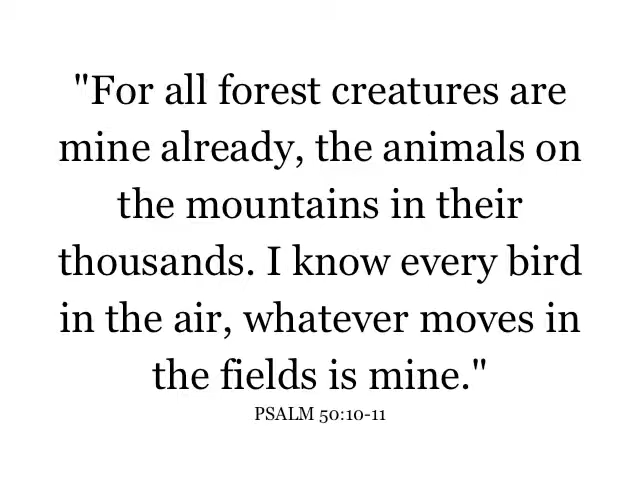 "For all forest creatures are
mine already, the animals on
the mountains in their
thousands. I know every bird
in the air, whatever moves in
the fields is mine."
PSALM 50:10-11